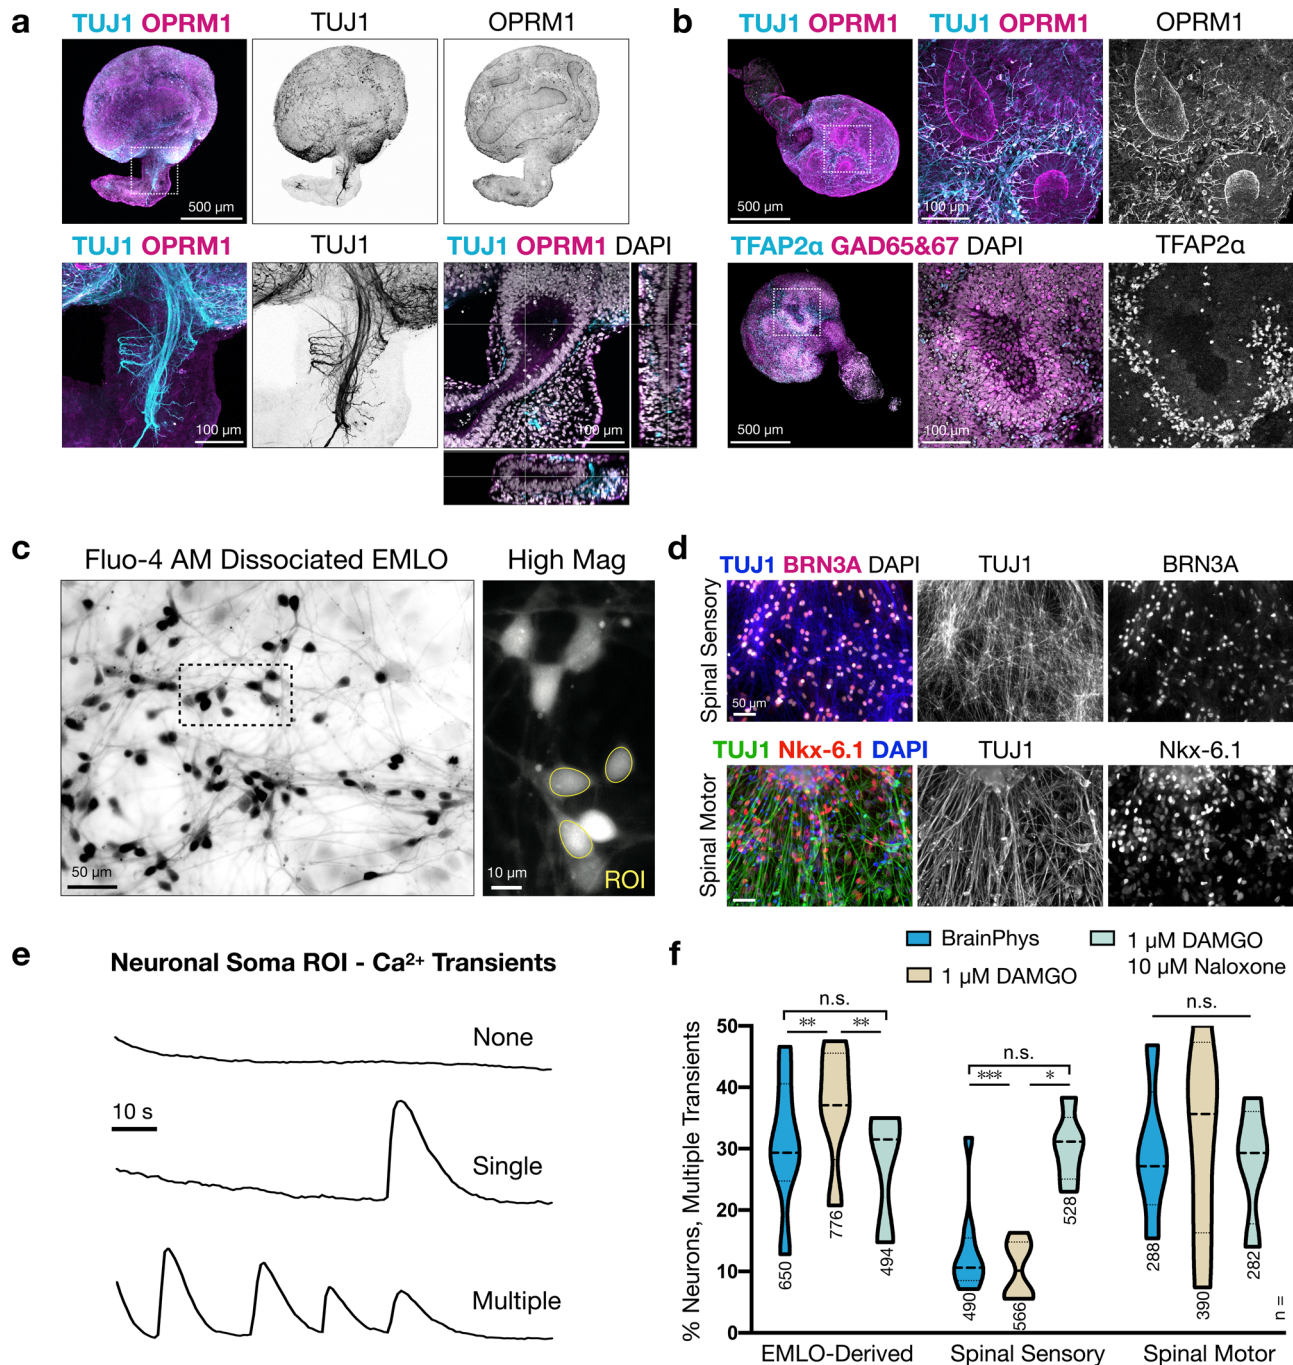 a
TUJ1 OPRM1
TUJ1
OPRM1
500 µm
TUJ1 OPRM1
TUJ1
TUJ1 OPRM1 DAPI
100 µm
100 µm
b
TUJ1 OPRM1
TUJ1 OPRM1
OPRM1
500 µm
100 µm
TFAP2α GAD65&67 DAPI
TFAP2α
500 µm
100 µm
c
Fluo-4 AM Dissociated EMLO
High Mag
50 µm
10 µm
ROI
d
TUJ1 BRN3A DAPI
TUJ1
BRN3A
Spinal Sensory
50 µm
TUJ1 Nkx-6.1 DAPI
TUJ1
Nkx-6.1
Spinal Motor
e
Neuronal Soma ROI - Ca²⁺ Transients
None
10 s
Single
Multiple
f
BrainPhys
1 µM DAMGO
1 µM DAMGO
10 µM Naloxone
% Neurons, Multiple Transients
50
40
30
20
10
0
n.s.
** **
n.s.
*** *
n.s.
650
776
494
490
566
528
288
390
282
n =
EMLO-Derived
Spinal Sensory
Spinal Motor